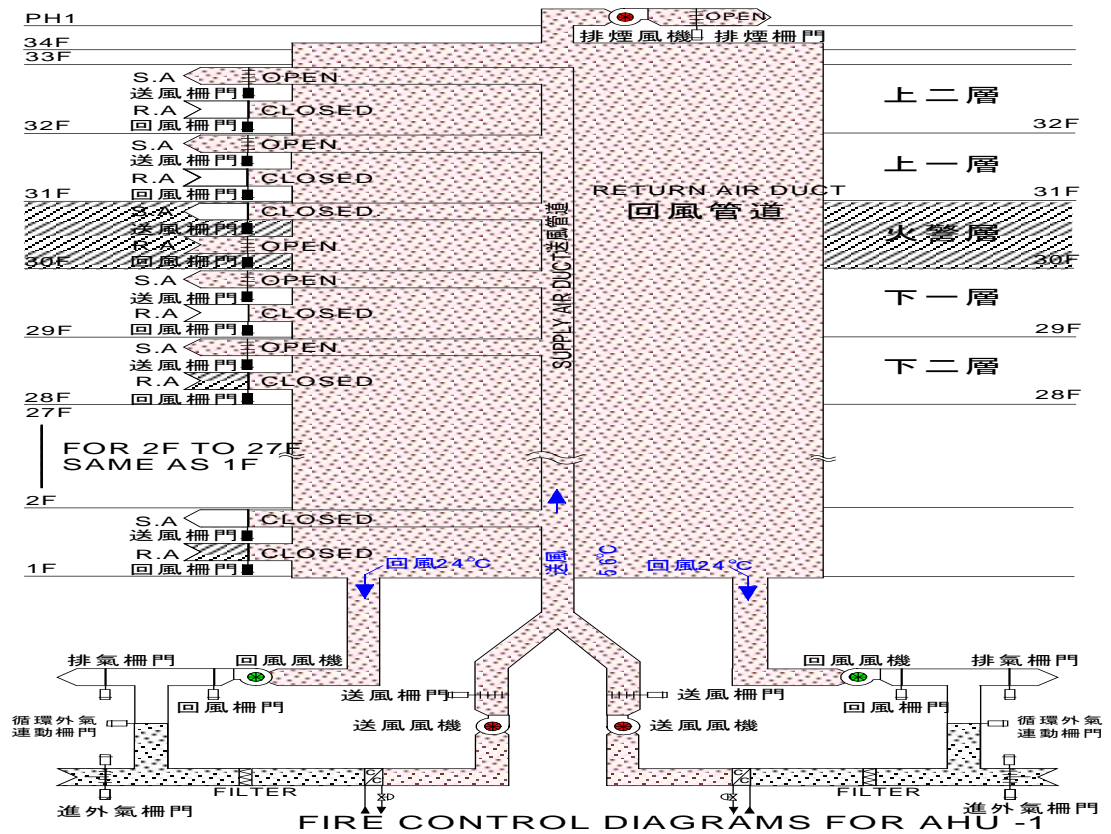 PH1
OPEN
排煙風機 排煙柵門
34F
33F
S.A OPEN
送風柵門
R.A CLOSED
32F 回風柵門
上二層
32F
S.A OPEN
送風柵門
R.A CLOSED
31F 回風柵門
上一層
31F
RETURN AIR DUCT
回風管道
S.A CLOSED
送風柵門
R.A OPEN
30F 回風柵門
火警層
30F
SUPPLY AIR DUCT送風管道
S.A OPEN
送風柵門
R.A CLOSED
29F 回風柵門
下一層
29F
S.A OPEN
送風柵門
R.A CLOSED
28F 回風柵門
下二層
28F
27F
FOR 2F TO 27F
SAME AS 1F
2F
S.A CLOSED
送風柵門
R.A CLOSED
1F 回風柵門
回風24°C
送風 5.6°C
回風24°C
排氣柵門 回風風機
回風風機 排氣柵門
回風柵門
送風柵門
送風柵門
回風柵門
循環外氣
連動柵門
送風風機
送風風機
循環外氣
連動柵門
FILTER
FILTER
進外氣柵門
進外氣柵門
FIRE CONTROL DIAGRAMS FOR AHU -1